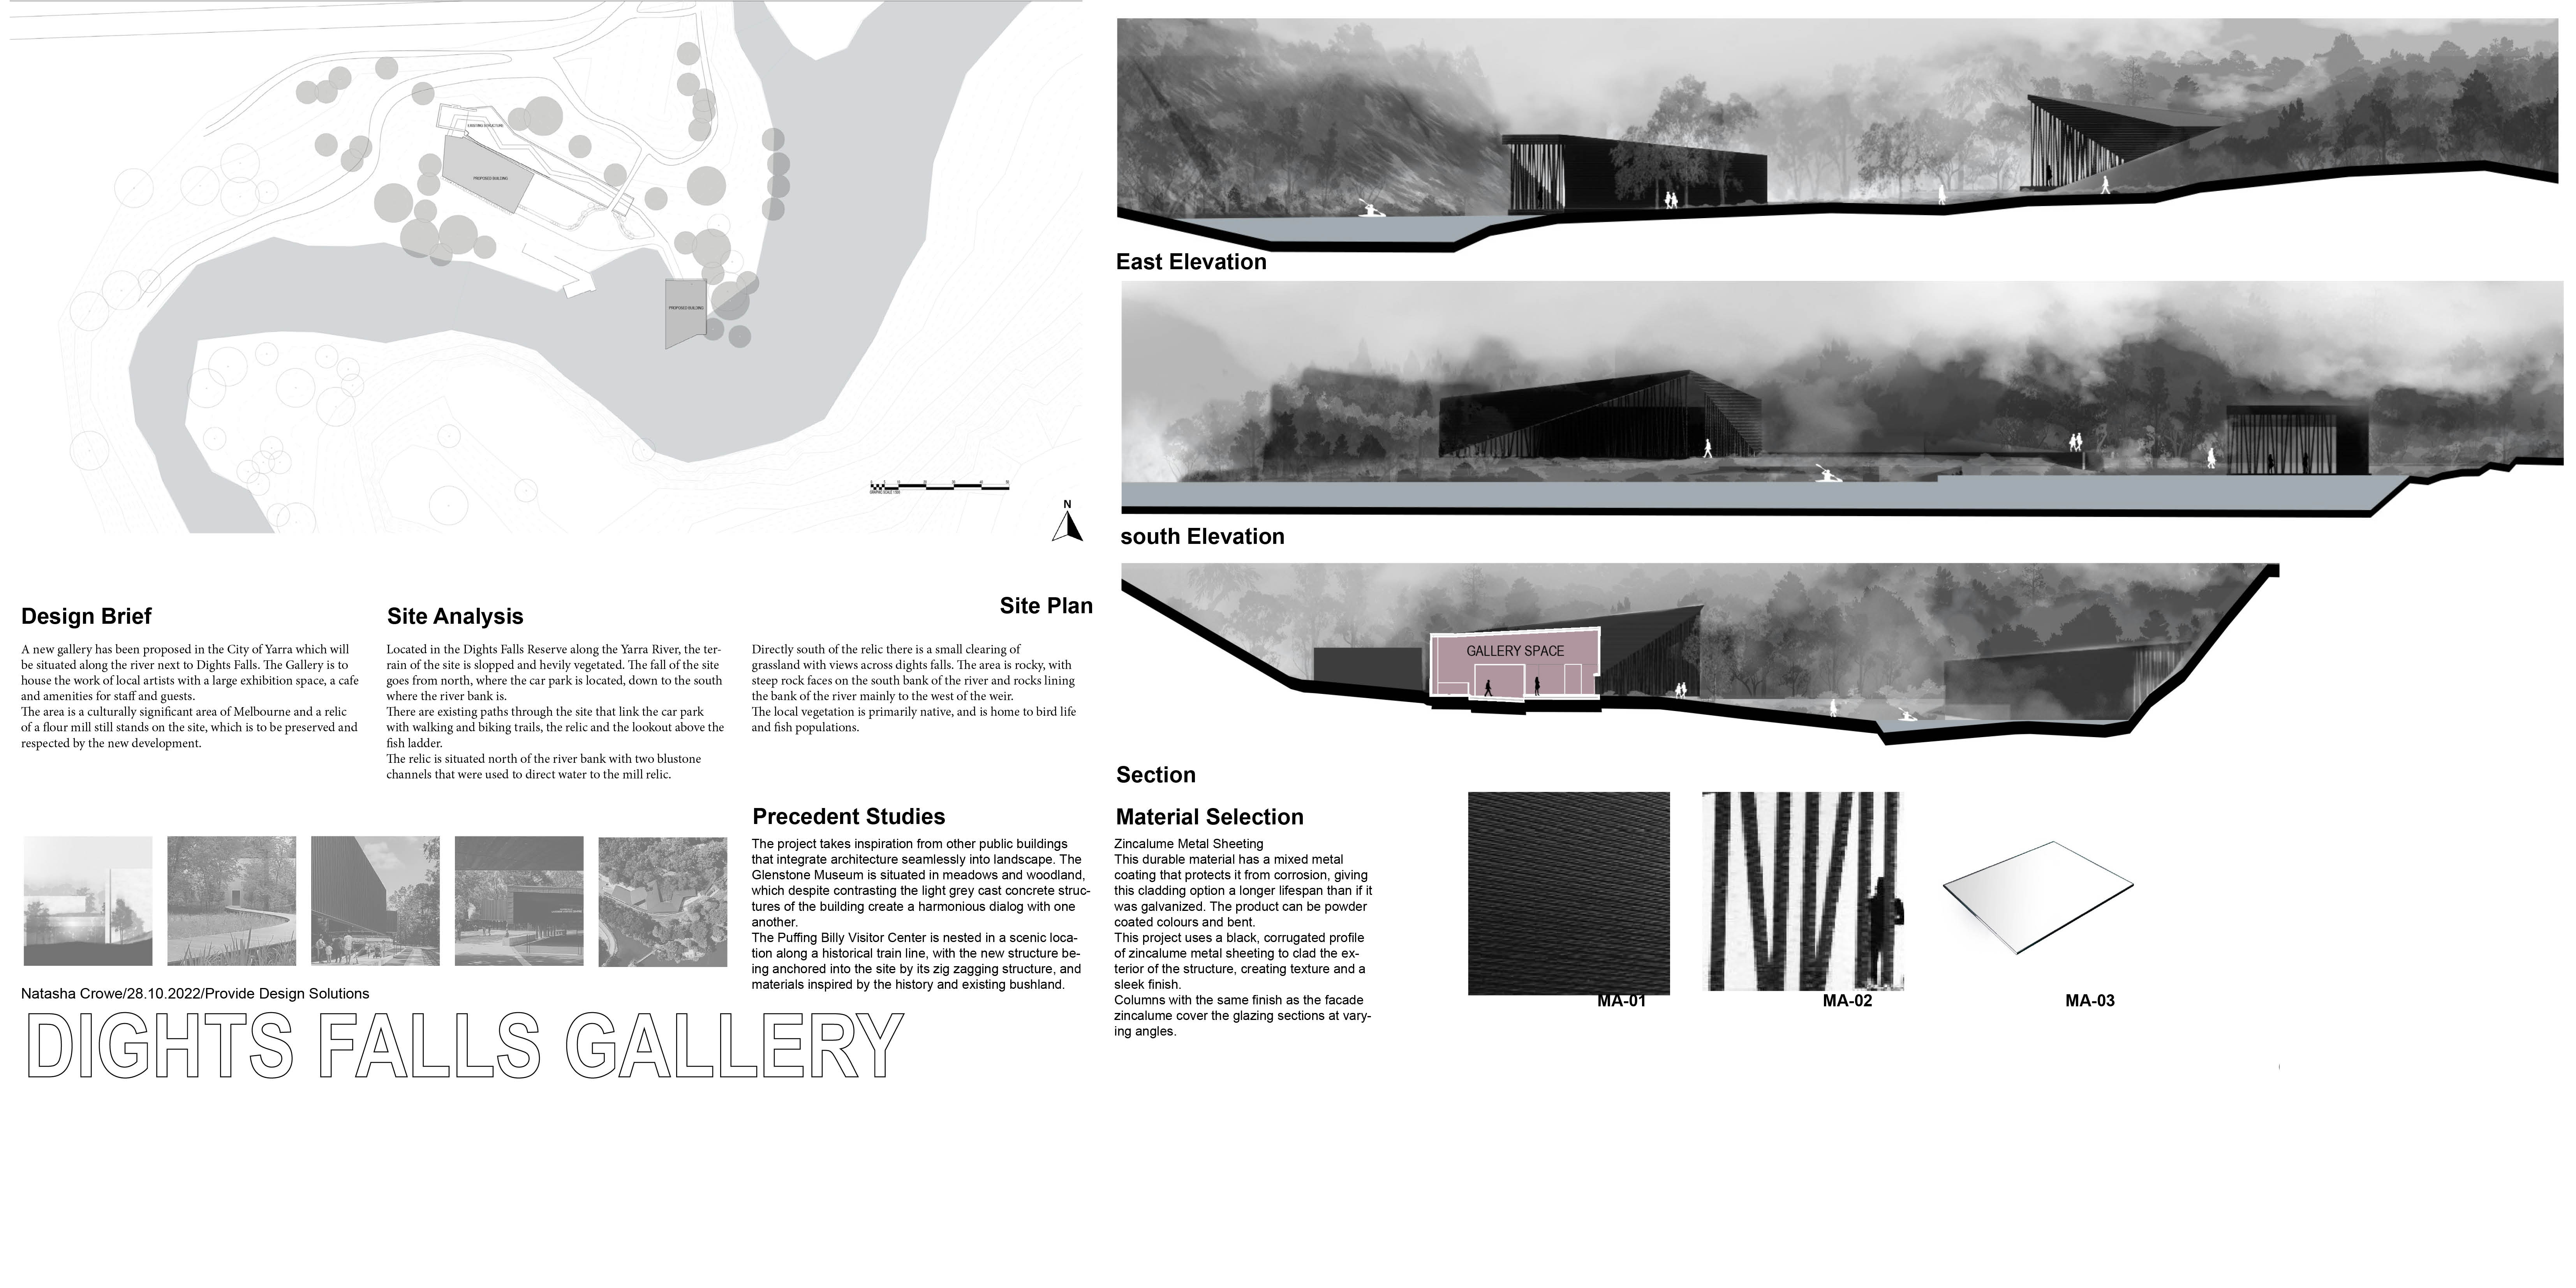 EXISTING STRUCTURE
PROPOSED BUILDING
PROPOSED BUILDING
N
Site Plan
Design Brief
A new gallery has been proposed in the City of Yarra which will
be situated along the river next to Dights Falls. The Gallery is to
house the work of local artists with a large exhibition space, a cafe
and amenities for staff and guests.
The area is a culturally significant area of Melbourne and a relic
of a flour mill still stands on the site, which is to be preserved and
respected by the new development.
Site Analysis
Located in the Dights Falls Reserve along the Yarra River, the ter-
rain of the site is slopped and hevily vegetated. The fall of the site
goes from north, where the car park is located, down to the south
where the river bank is.
There are existing paths through the site that link the car park
with walking and biking trails, the relic and the lookout above the
fish ladder.
The relic is situated north of the river bank with two blustone
channels that were used to direct water to the mill relic.
Directly south of the relic there is a small clearing of
grassland with views across dights falls. The area is rocky, with
steep rock faces on the south bank of the river and rocks lining
the bank of the river mainly to the west of the weir.
The local vegetation is primarily native, and is home to bird life
and fish populations.
Precedent Studies
The project takes inspiration from other public buildings
that integrate architecture seamlessly into landscape. The
Glenstone Museum is situated in meadows and woodland,
which despite contrasting the light grey cast concrete struc-
tures of the building create a harmonious dialog with one
another.
The Puffing Billy Visitor Center is nested in a scenic loca-
tion along a historical train line, with the new structure be-
ing anchored into the site by its zig zagging structure, and
materials inspired by the history and existing bushland.
Natasha Crowe/28.10.2022/Provide Design Solutions
DIGHTS FALLS GALLERY
East Elevation
south Elevation
GALLERY SPACE
Section
Material Selection
Zincalume Metal Sheeting
This durable material has a mixed metal
coating that protects it from corrosion, giving
this cladding option a longer lifespan than if it
was galvanized. The product can be powder
coated colours and bent.
This project uses a black, corrugated profile
of zincalume metal sheeting to clad the ex-
terior of the structure, creating texture and a
sleek finish.
Columns with the same finish as the facade
zincalume cover the glazing sections at vary-
ing angles.
MA-01
MA-02
MA-03